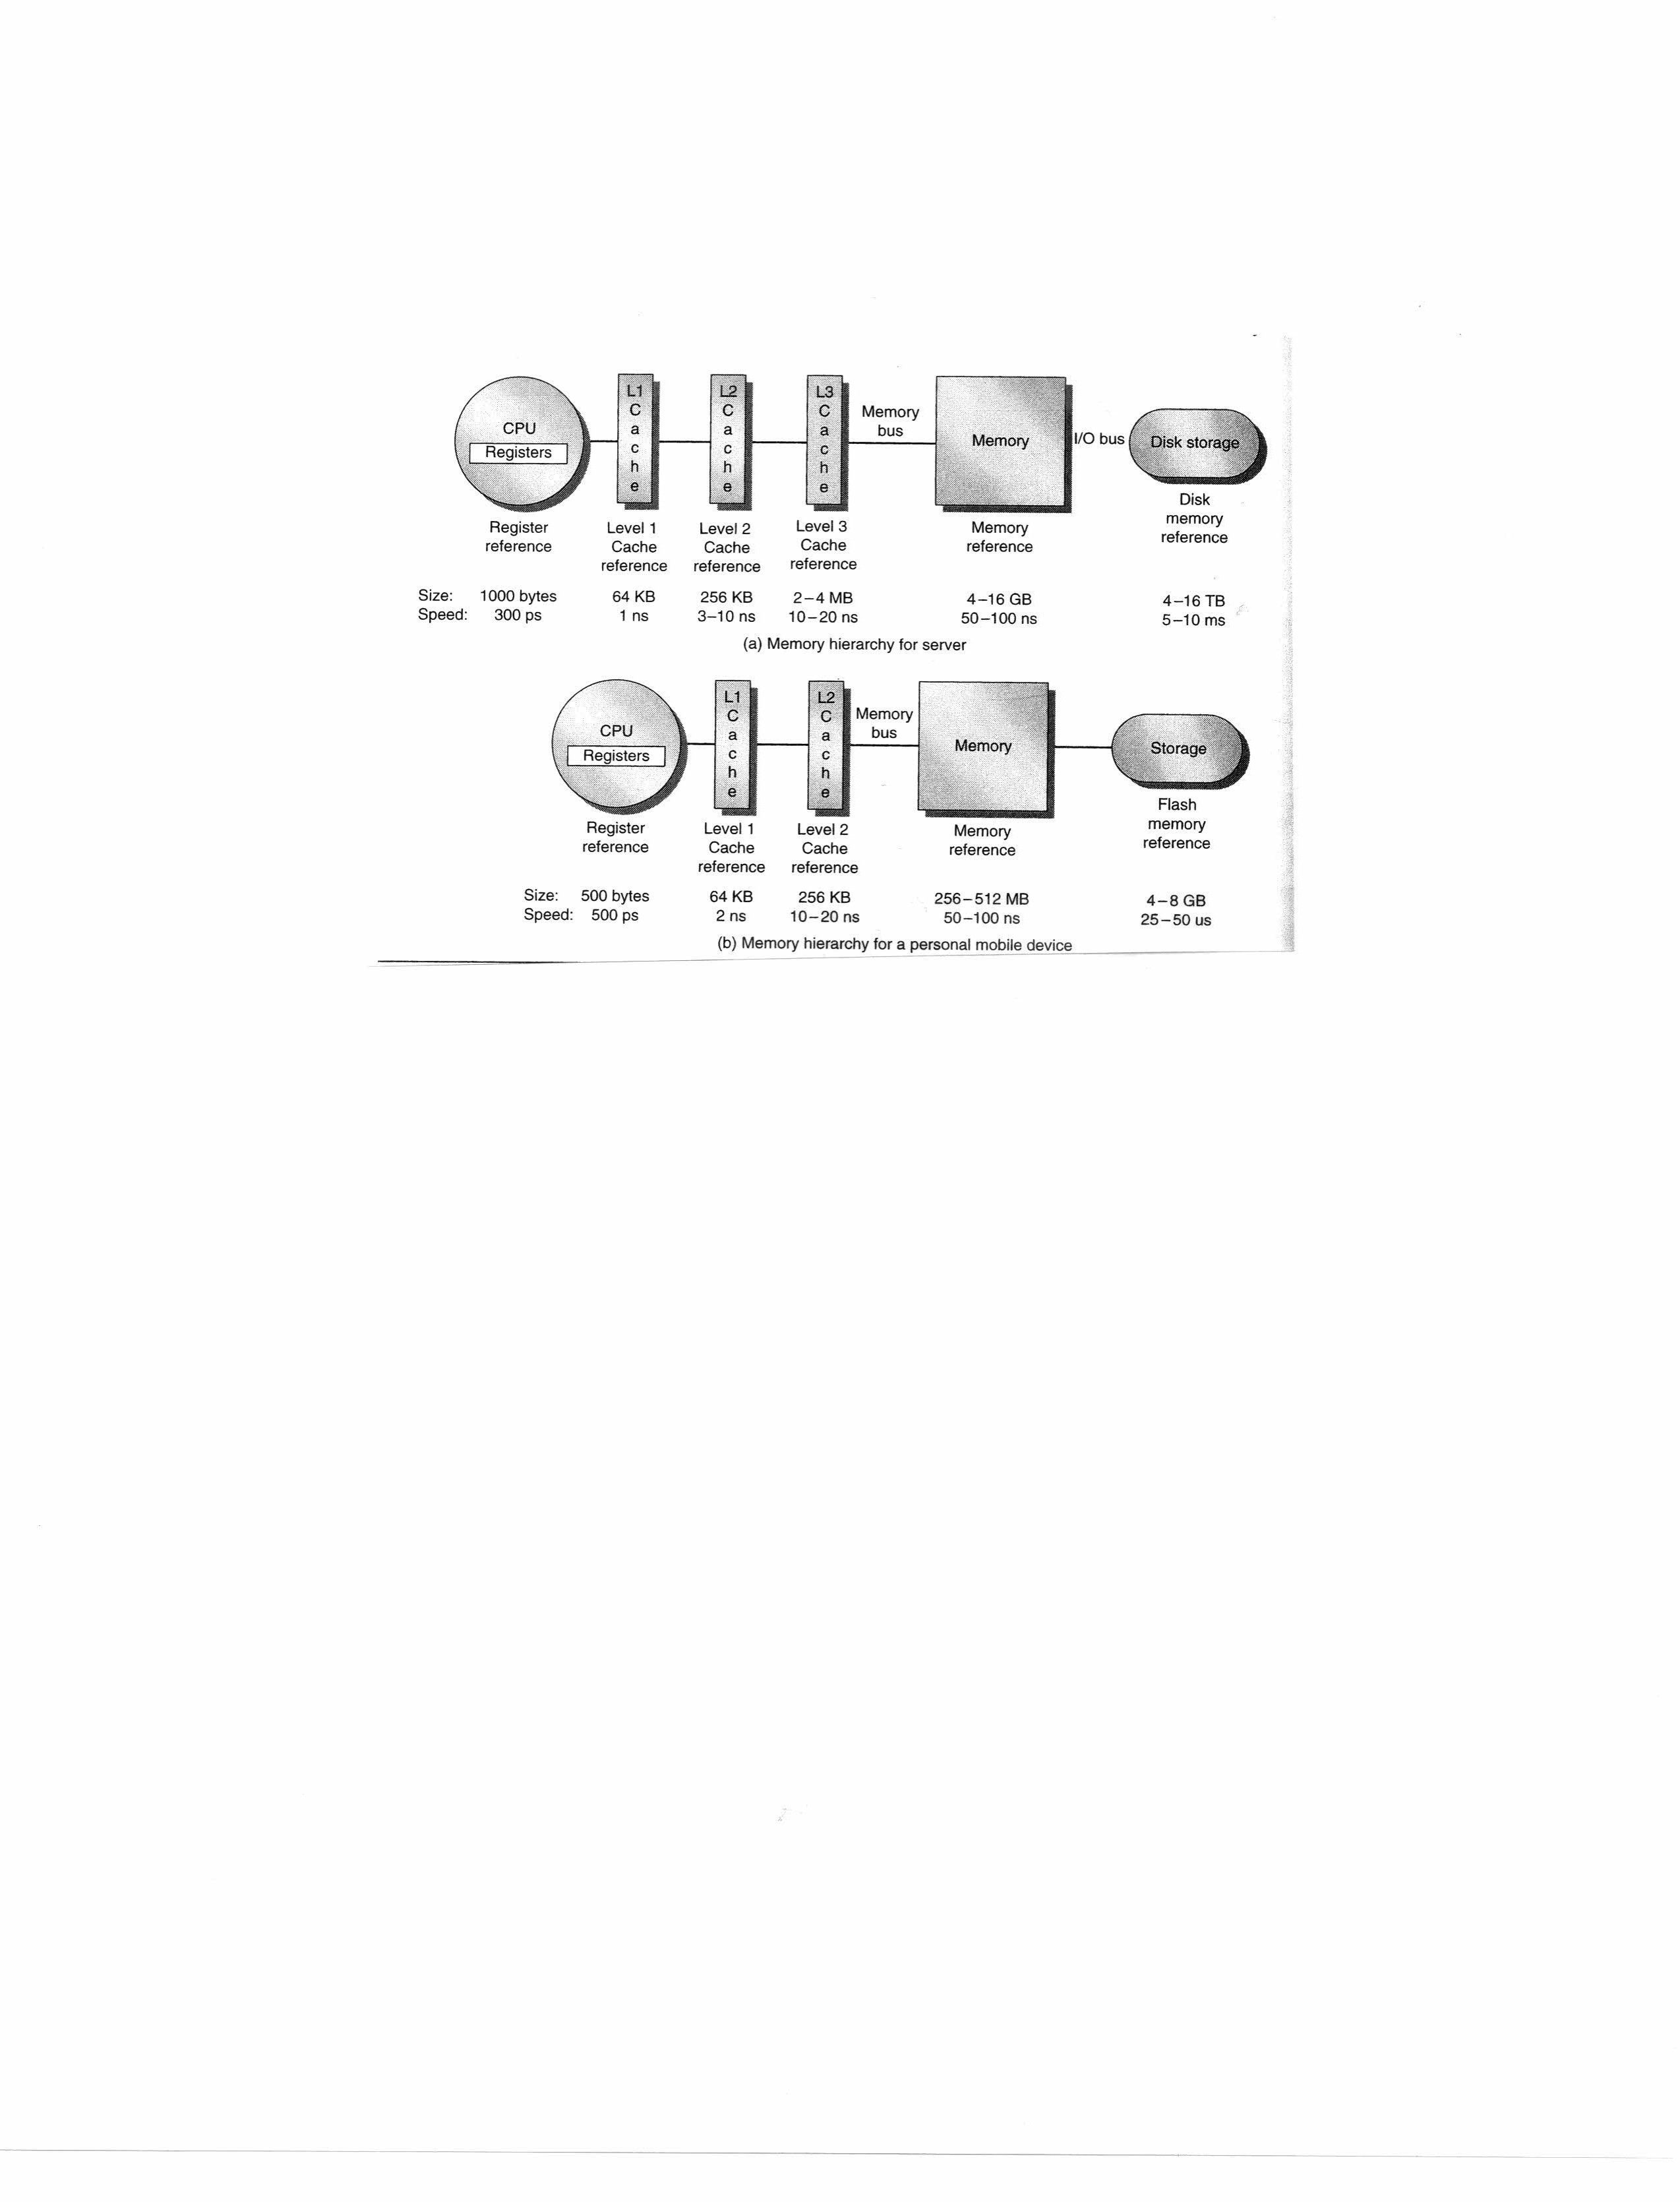 L1
Cache
L2
Cache
L3
Cache
CPU
Registers
Memory
bus
Memory
I/O bus
Disk storage
Register
reference
Level 1
Cache
reference
Level 2
Cache
reference
Level 3
Cache
reference
Memory
reference
Disk
memory
reference
Size: 1000 bytes 64 KB 256 KB 2–4 MB 4–16 GB 4–16 TB
Speed: 300 ps 1 ns 3–10 ns 10–20 ns 50–100 ns 5–10 ms
(a) Memory hierarchy for server
L1
Cache
L2
Cache
CPU
Registers
Memory
bus
Memory
Storage
Register
reference
Level 1
Cache
reference
Level 2
Cache
reference
Memory
reference
Flash
memory
reference
Size: 500 bytes 64 KB 256 KB 256–512 MB 4–8 GB
Speed: 500 ps 2 ns 10–20 ns 50–100 ns 25–50 us
(b) Memory hierarchy for a personal mobile device